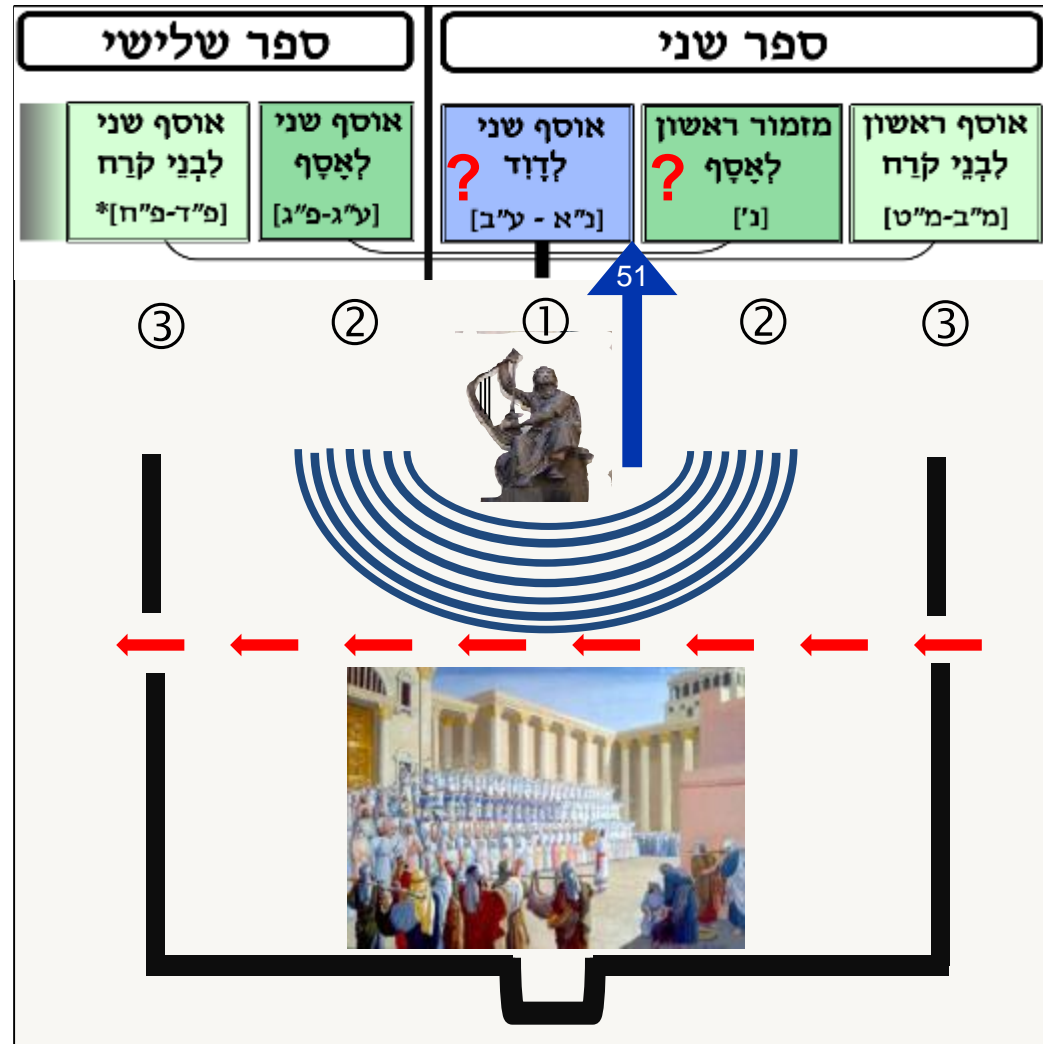 ספר שני
ספר שלישי
אוסף ראשון
לִבְנֵי קֹרַח
[מ"ב-מ"ט]
מזמור ראשון
לְאָסָף
?
[נ']
אוסף שני
לְדָוִד
?
[נ"א - ע"ב]
אוסף שני
לְאָסָף
[ע"ג-פ"ג]
אוסף שני
לִבְנֵי קֹרַח
[פ"ד-פ"ח]*
51
③
②
①
②
③